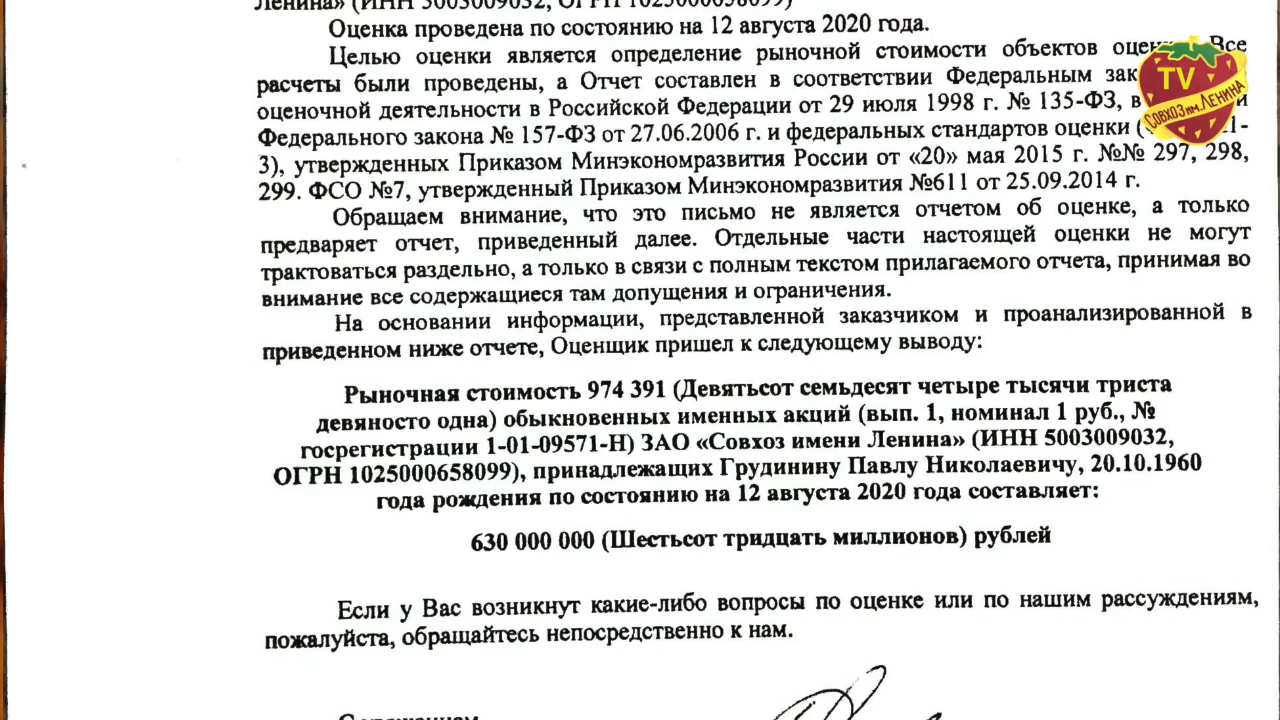 Ленина» (ИНН 5003009032, ОГРН 1025000658099)
Оценка проведена по состоянию на 12 августа 2020 года.
Целью оценки является определение рыночной стоимости объектов Все
расчеты были проведены, а Отчет составлен в соответствии Федеральным
оценочной деятельности в Российской Федерации от 29 июля 1998 г. № 135-ФЗ, в
Федерального закона № 157-ФЗ от 27.06.2006 г. и федеральных стандартов оценки (
3), утвержденных Приказом Минэкономразвития России от «20» мая 2015 г. №№ 297, 298,
299. ФСО №7, утвержденный Приказом Минэкономразвития №611 от 25.09.2014 г.
Обращаем внимание, что это письмо не является отчетом об оценке, а только
предваряет отчет, приведенный далее. Отдельные части настоящей оценки не могут
трактоваться раздельно, а только в связи с полным текстом прилагаемого отчета, принимая во
внимание все содержащиеся там допущения и ограничения.
На основании информации, представленной заказчиком и проанализированной в
приведенном ниже отчете, Оценщик пришел к следующему выводу:
Рыночная стоимость 974 391 (Девятьсот семьдесят четыре тысячи триста
девяносто одна) обыкновенных именных акций (вып. 1, номинал 1 руб., №
госрегистрации 1-01-09571-Н) ЗАО «Совхоз имени Ленина» (ИНН 5003009032,
ОГРН 1025000658099), принадлежащих Грудинину Павлу Николаевичу, 20.10.1960
года рождения по состоянию на 12 августа 2020 года составляет:
630 000 000 (Шестьсот тридцать миллионов) рублей
Если у Вас возникнут какие-либо вопросы по оценке или по нашим рассуждениям,
пожалуйста, обращайтесь непосредственно к нам.
С уважением
TV
СОВХОЗ им. ЛЕНИНА